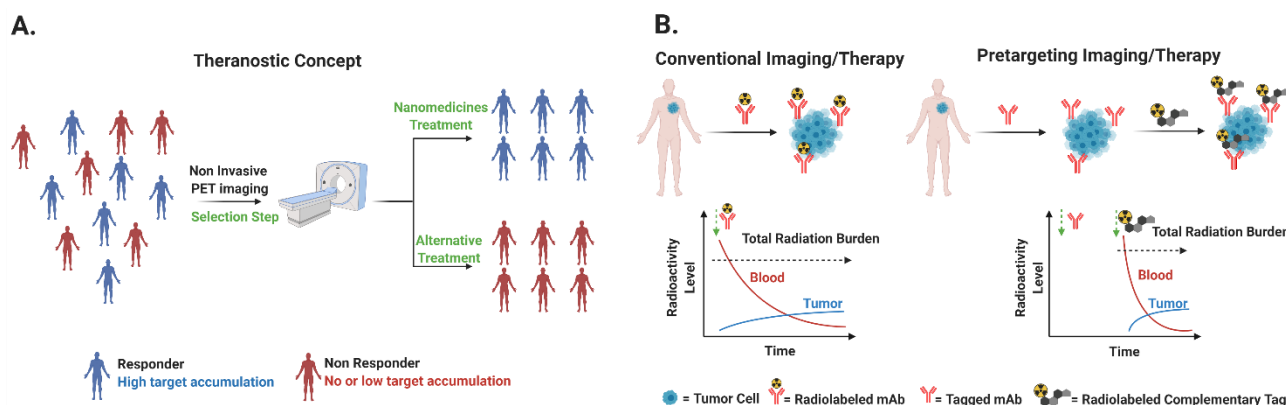 A.
Theranostic Concept
Non Invasive
PET imaging
Selection Step
Nanomedicines
Treatment
Alternative
Treatment
Responder
High target accumulation
Non Responder
No or low target accumulation
B.
Conventional Imaging/Therapy
Pretargeting Imaging/Therapy
Radioactivity
Level
Total Radiation Burden
Blood
Tumor
Time
Total Radiation Burden
Blood
Tumor
Radioactivity
Level
Time
= Tumor Cell
= Radiolabeled mAb
= Tagged mAb
= Radiolabeled Complementary Tag